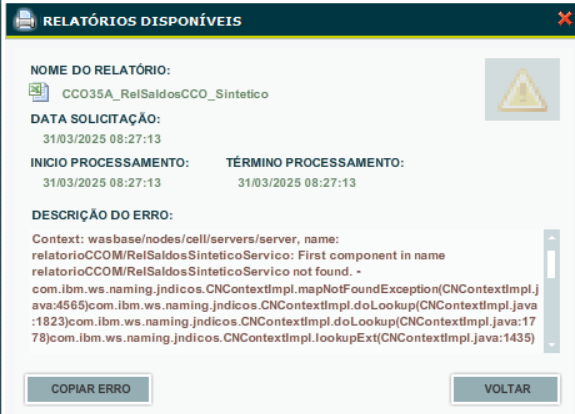 RELATÓRIOS DISPONÍVEIS
NOME DO RELATÓRIO:
CCO35A_RelSaldosCCO_Sintetico
DATA SOLICITAÇÃO:
31/03/2025 08:27:13
INICIO PROCESSAMENTO: TÉRMINO PROCESSAMENTO:
31/03/2025 08:27:13 31/03/2025 08:27:13
DESCRIÇÃO DO ERRO:
Context: wasbase/nodes/cell/servers/server, name:
relatorioCCOM/RelSaldosSinteticoServico: First component in name
relatorioCCOM/RelSaldosSinteticoServico not found. -
com.ibm.ws.naming.jndicos.CNContextImpl.mapNotFoundException(CNContextImpl.j
ava:4565)com.ibm.ws.naming.jndicos.CNContextImpl.doLookup(CNContextImpl.java
:1823)com.ibm.ws.naming.jndicos.CNContextImpl.doLookup(CNContextImpl.java:17
78)com.ibm.ws.naming.jndicos.CNContextImpl.lookupExt(CNContextImpl.java:1435)
COPIAR ERRO VOLTAR